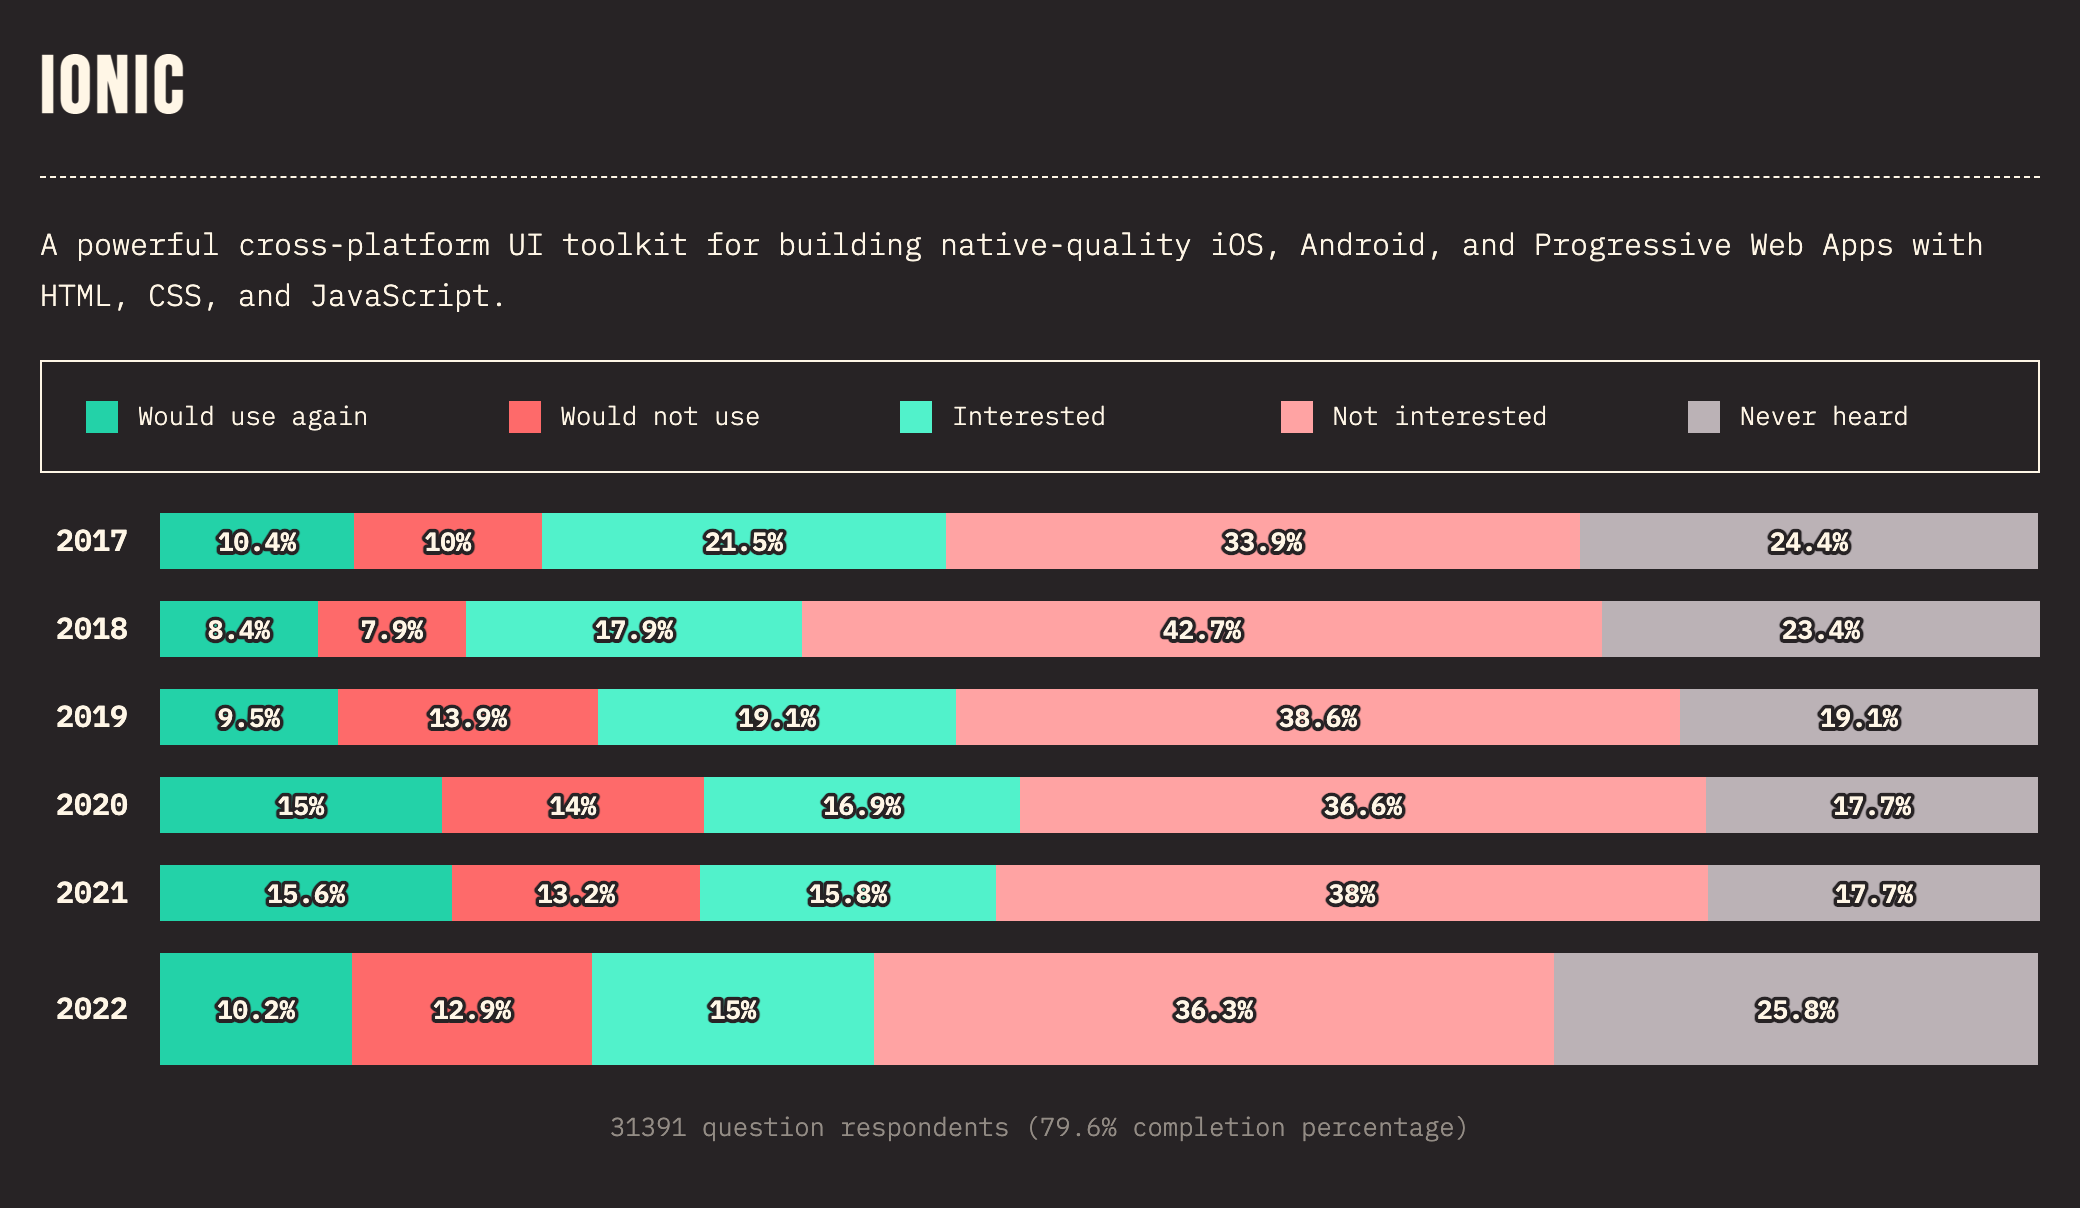 IONIC
A powerful cross-platform UI toolkit for building native-quality iOS, Android, and Progressive Web Apps with
HTML, CSS, and JavaScript.
Would use again Would not use Interested Not interested Never heard
2017 10.4% 10% 21.5% 33.9% 24.4%
2018 8.4% 7.9% 17.9% 42.7% 23.4%
2019 9.5% 13.9% 19.1% 38.6% 19.1%
2020 15% 14% 16.9% 36.6% 17.7%
2021 15.6% 13.2% 15.8% 38% 17.7%
2022 10.2% 12.9% 15% 36.3% 25.8%
31391 question respondents (79.6% completion percentage)